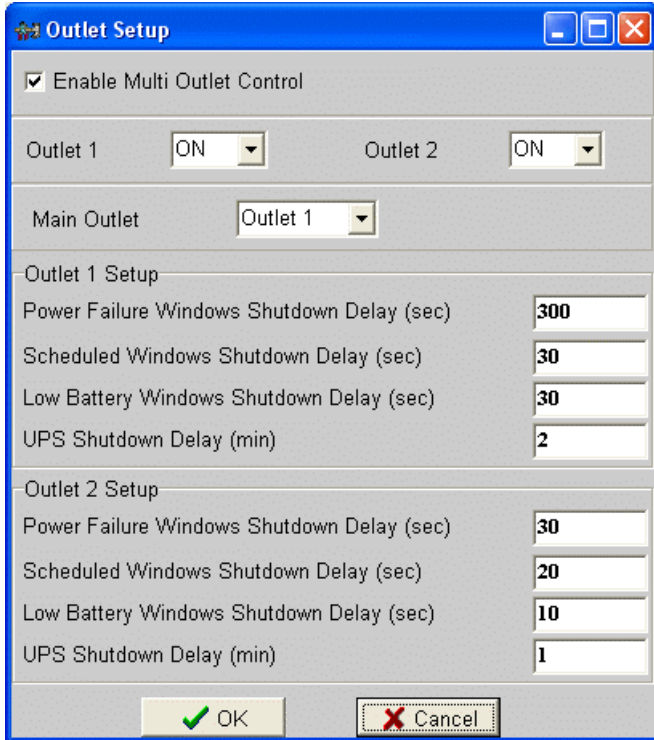 Outlet Setup
Enable Multi Outlet Control
Outlet 1 ON Outlet 2 ON
Main Outlet Outlet 1
Outlet 1 Setup
Power Failure Windows Shutdown Delay (sec) 300
Scheduled Windows Shutdown Delay (sec) 30
Low Battery Windows Shutdown Delay (sec) 30
UPS Shutdown Delay (min) 2
Outlet 2 Setup
Power Failure Windows Shutdown Delay (sec) 30
Scheduled Windows Shutdown Delay (sec) 20
Low Battery Windows Shutdown Delay (sec) 10
UPS Shutdown Delay (min) 1
OK Cancel